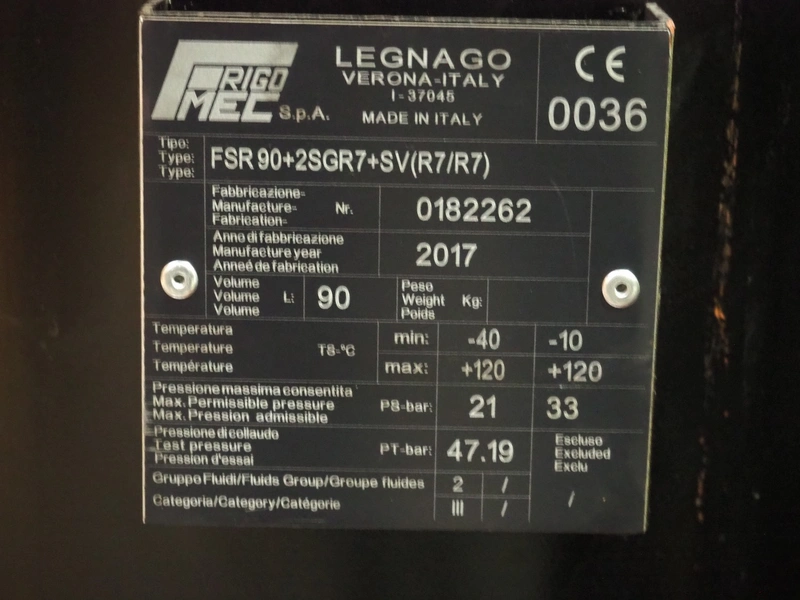 FRIGO MEC S.p.A.
LEGNAGO
VERONA-ITALY
I-37045
MADE IN ITALY
CE
0036
Tipo:
Type:
Type:
FSR 90+2SGR7+SV(R7/R7)
Fabbricazione-
Manufacture- Nr.
Fabrication-
0182262
Anno di fabbricazione
Manufacture year
Anneé de fabrication
2017
Volume
Volume L:
Volume
90
Peso
Weight Kg:
Poids
Temperatura
Temperature TS-°C
Température
min: -40 -10
max: +120 +120
Pressione massima consentita
Max. Permissible pressure PS-bar: 21 33
Max. Pression admissible
Pressione di collaudo
Test pressure PT-bar: 47.19
Pression d'essai
Escluso
Excluded
Exclu
/
Gruppo Fluidi/Fluids Group/Groupe fluides 2 /
Categoria/Category/Catégorie III /